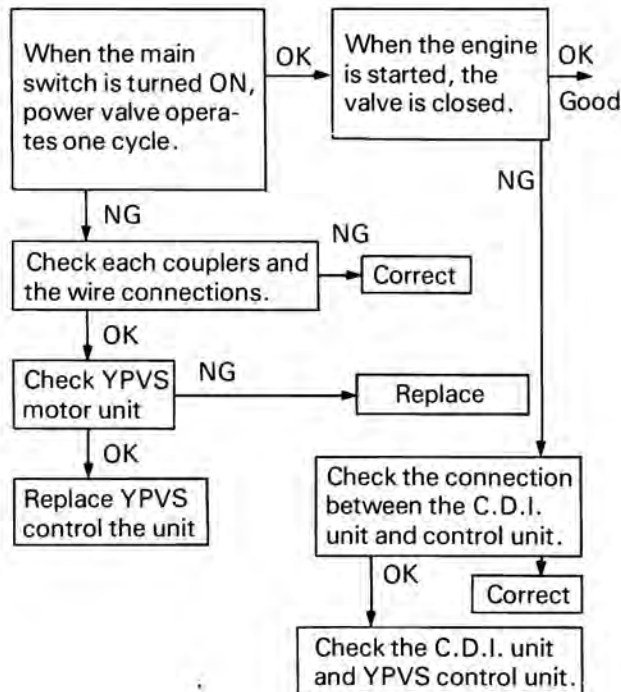 When the main
switch is turned ON,
power valve opera-
tes one cycle.
OK
When the engine
is started, the
valve is closed.
OK
Good
NG
NG
Check each couplers and
the wire connections.
NG
Correct
OK
Check YPVS
motor unit
NG
Replace
OK
Replace YPVS
control the unit
Check the connection
between the C.D.I.
unit and control unit.
OK
Correct
Check the C.D.I. unit
and YPVS control unit.